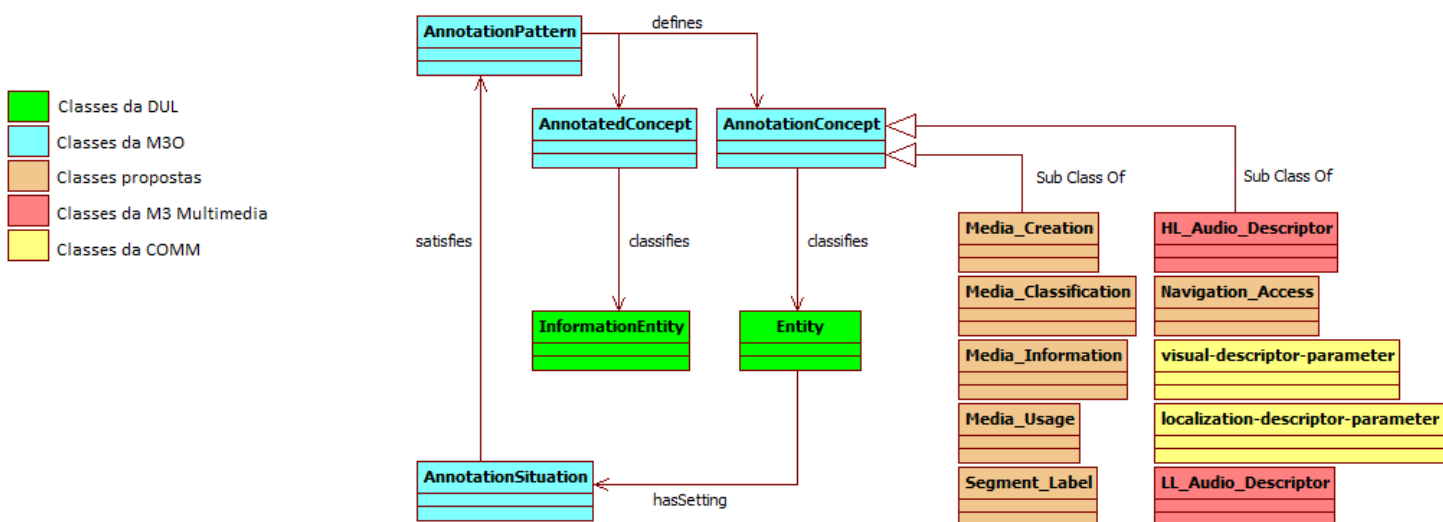 AnnotationPattern
defines
Classes da DUL
Classes da M3O
Classes propostas
Classes da M3 Multimedia
Classes da COMM
AnnotatedConcept
AnnotationConcept
Sub Class Of
Sub Class Of
satisfies
classifies
classifies
Media_Creation
HL_Audio_Descriptor
Media_Classification
Navigation_Access
InformationEntity
Entity
Media_Information
visual-descriptor-parameter
Media_Usage
localization-descriptor-parameter
AnnotationSituation
hasSetting
Segment_Label
LL_Audio_Descriptor